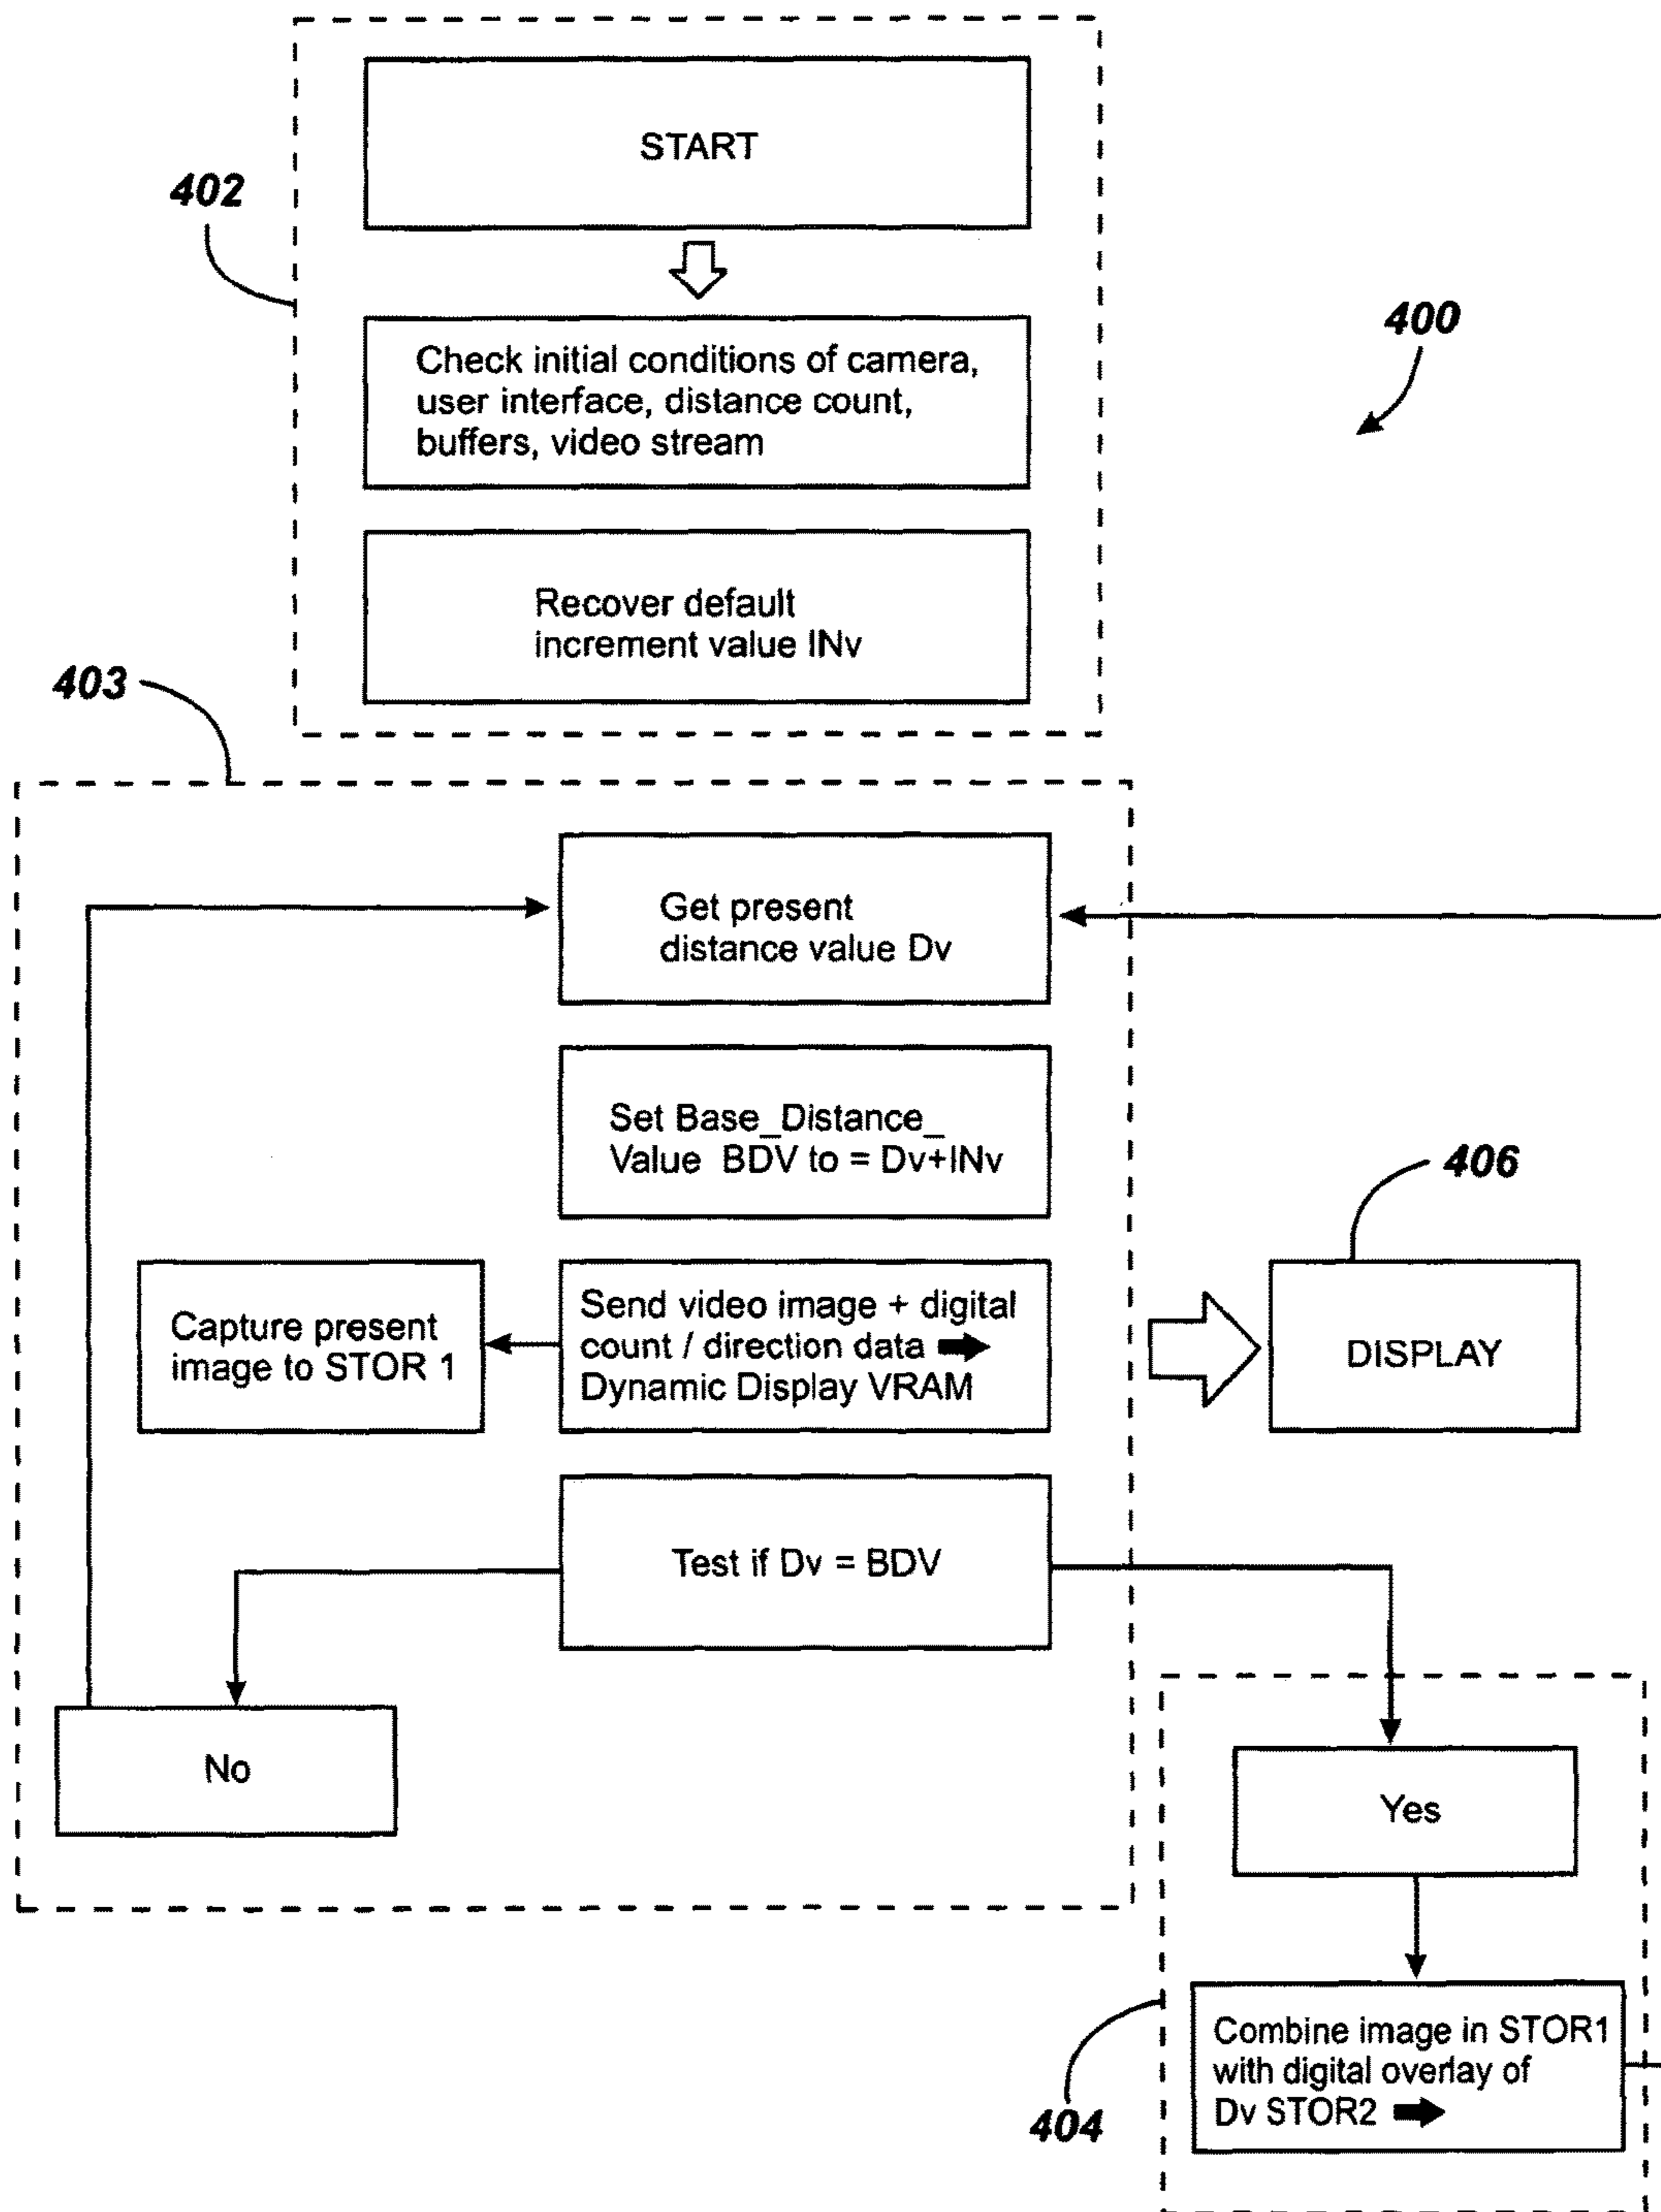 START
402
400
Check initial conditions of camera,
user interface, distance count,
buffers, video stream
Recover default
increment value INv
403
Get present
distance value Dv
Set Base_Distance_
Value BDV to = Dv+INv
406
Capture present
image to STOR 1
Send video image + digital
count / direction data ➡
Dynamic Display VRAM
DISPLAY
Test if Dv = BDV
No
Yes
Combine image in STOR1
with digital overlay of
Dv STOR2 ➡
404